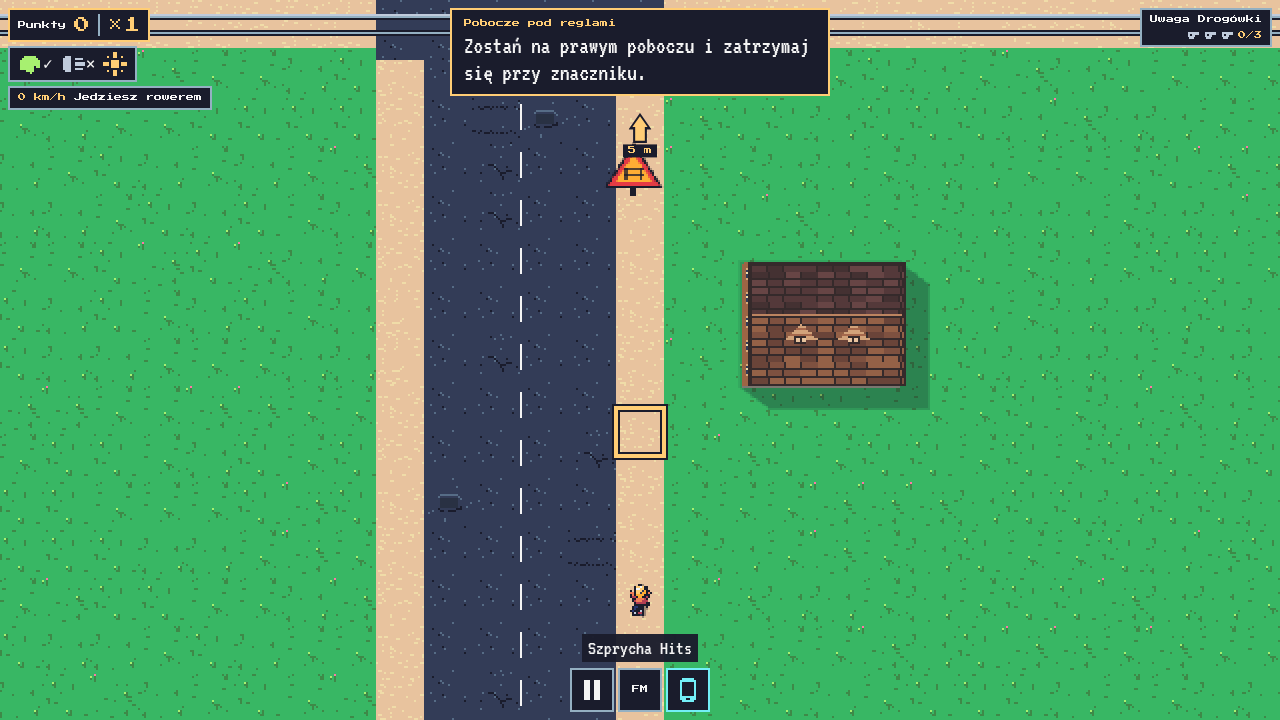 Punkty 0 | ×1
Pobocze pod reglami
Zostań na prawym poboczu i zatrzymaj
się przy znaczniku.
Uwaga Drogówki
0/3
0 km/h Jedziesz rowerem
5 m
Szprycha Hits
FM